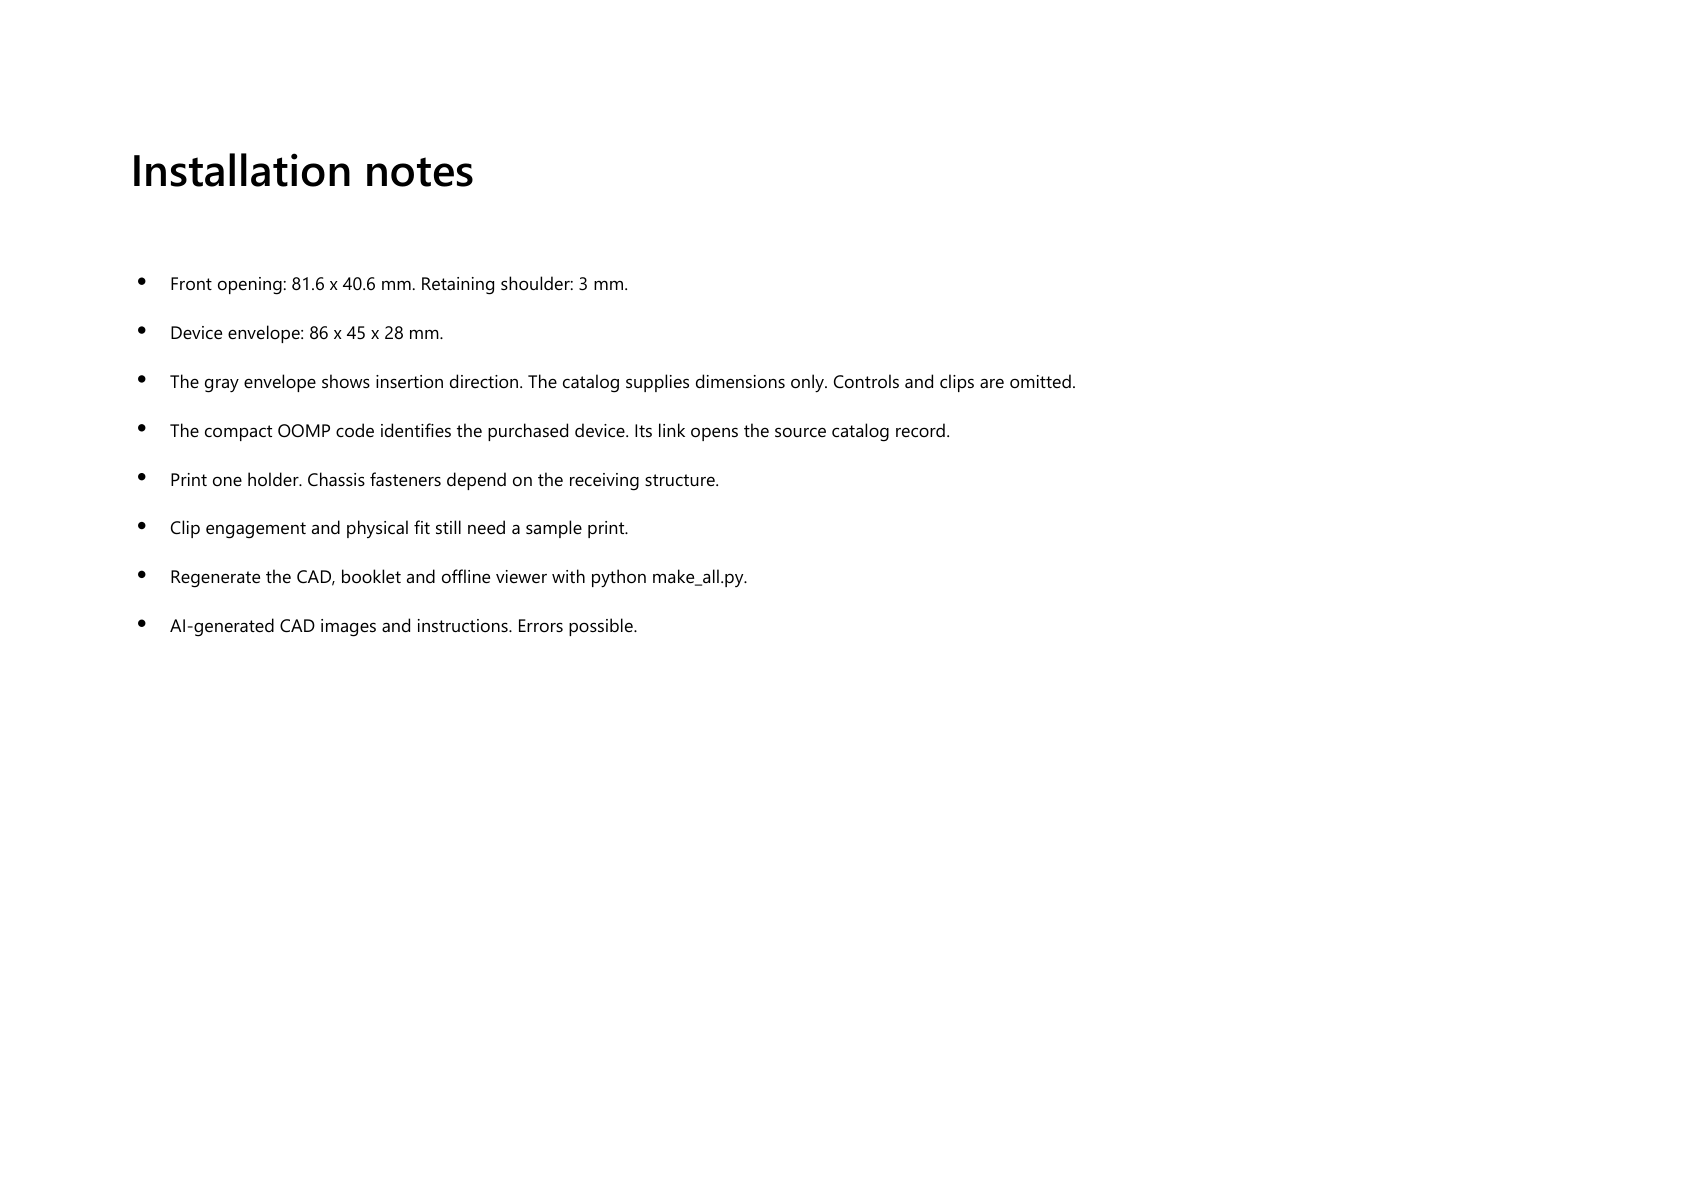 Installation notes
• Front opening: 81.6 x 40.6 mm. Retaining shoulder: 3 mm.
• Device envelope: 86 x 45 x 28 mm.
• The gray envelope shows insertion direction. The catalog supplies dimensions only. Controls and clips are omitted.
• The compact OOMP code identifies the purchased device. Its link opens the source catalog record.
• Print one holder. Chassis fasteners depend on the receiving structure.
• Clip engagement and physical fit still need a sample print.
• Regenerate the CAD, booklet and offline viewer with python make_all.py.
• AI-generated CAD images and instructions. Errors possible.